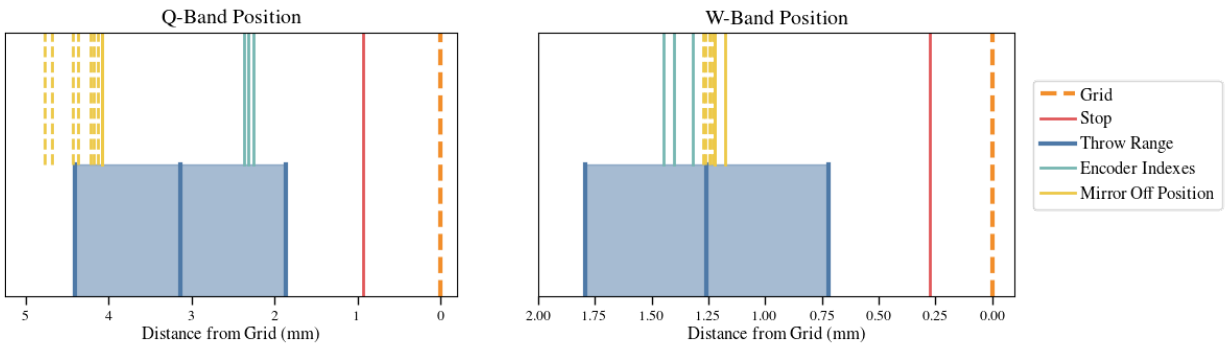 Q-Band Position
5 4 3 2 1 0
Distance from Grid (mm)
W-Band Position
2.00 1.75 1.50 1.25 1.00 0.75 0.50 0.25 0.00
Distance from Grid (mm)
Grid
Stop
Throw Range
Encoder Indexes
Mirror Off Position